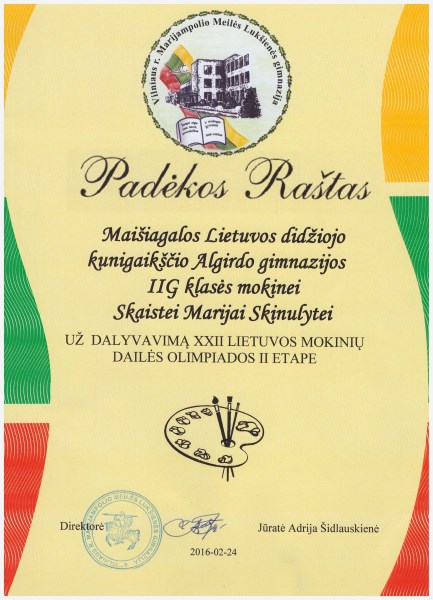 Vilniaus r. Marijampolio Meilės Lukšienės gimnazija
Padėkos Raštas
Maišiagalos Lietuvos didžiojo
kunigaikščio Algirdo gimnazijos
IIG klasės mokinei
Skaistei Marijai Skinulytei
UŽ DALYVAVIMĄ XXII LIETUVOS MOKINIŲ
DAILĖS OLIMPIADOS II ETAPE
Direktorė
Jūratė Adrija Šidlauskienė
2016-02-24